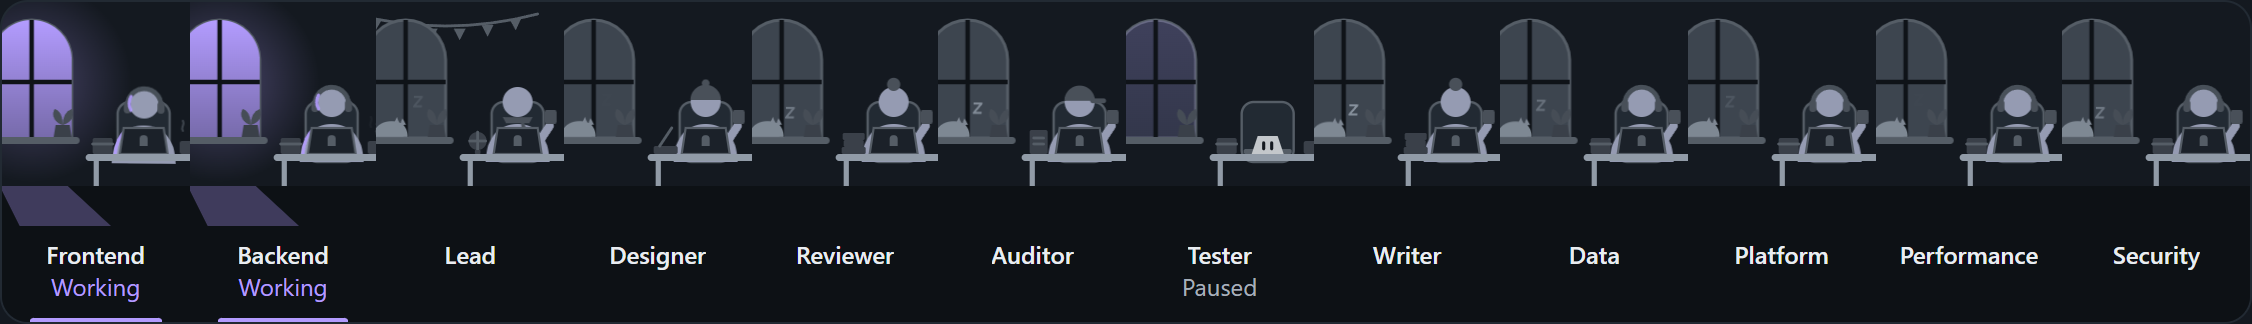 Frontend
Working
Backend
Working
Lead
Designer
Reviewer
Auditor
Tester
Paused
Writer
Data
Platform
Performance
Security
z
z
z
z
z
z
z